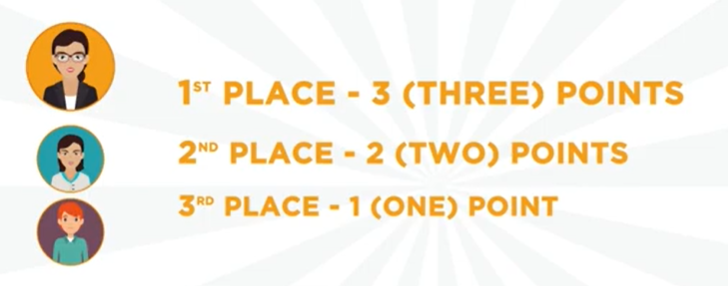 1ST PLACE - 3 (THREE) POINTS
2ND PLACE - 2 (TWO) POINTS
3RD PLACE - 1 (ONE) POINT